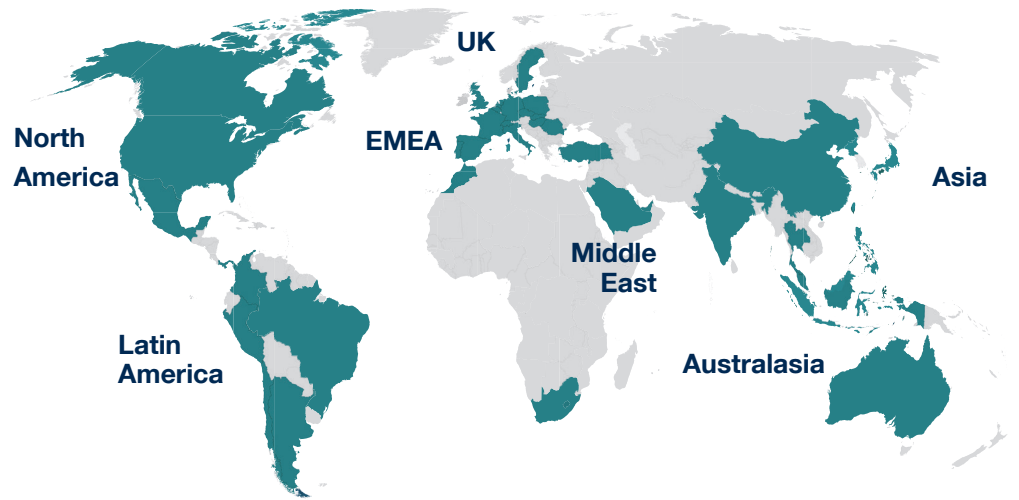 UK
North
America
EMEA
Asia
Middle
East
Latin
America
Australasia